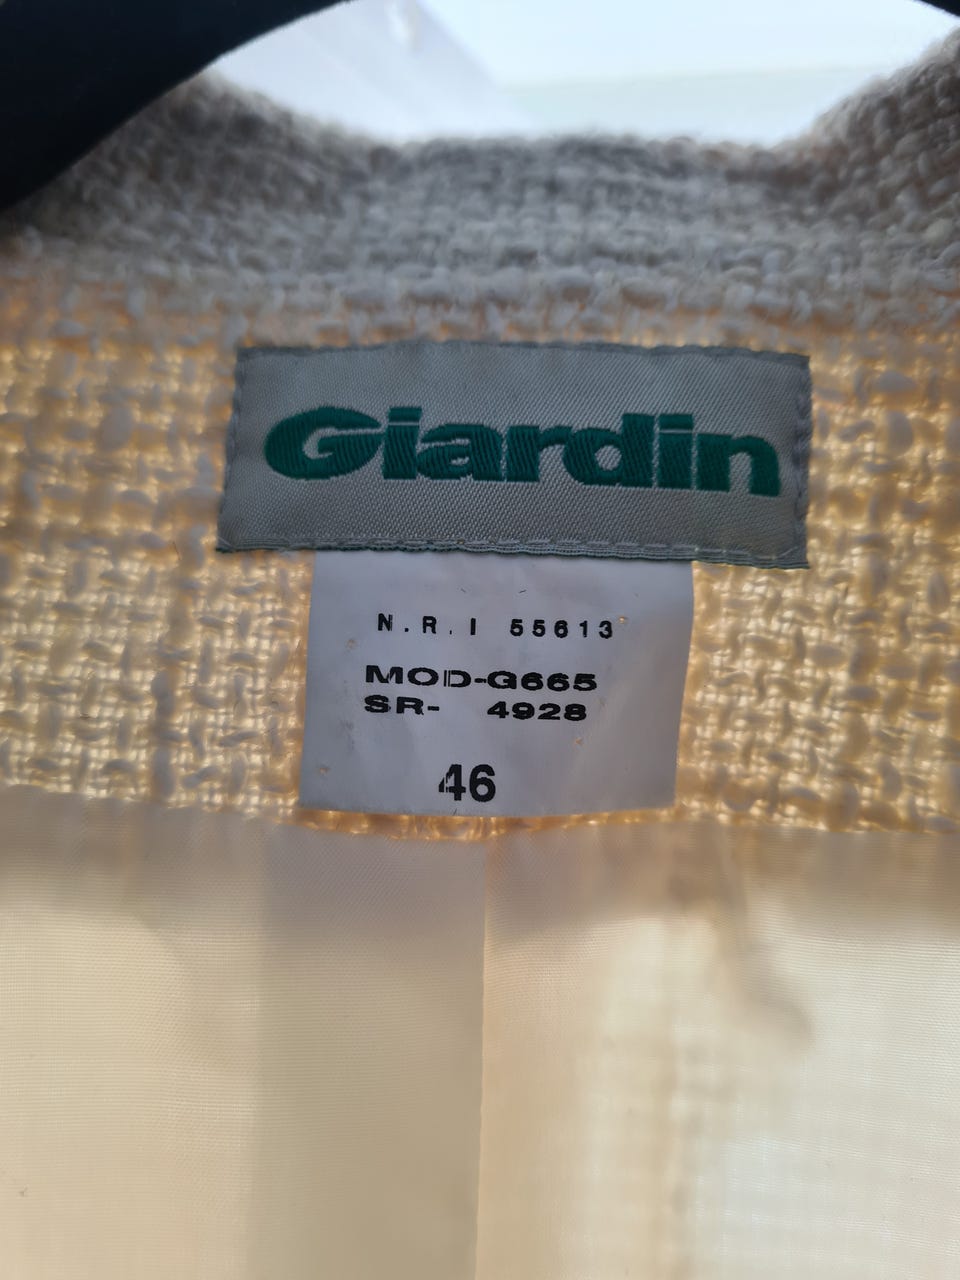 Giardin
N.R.I 55613
MOD-G665
SR- 4928
46